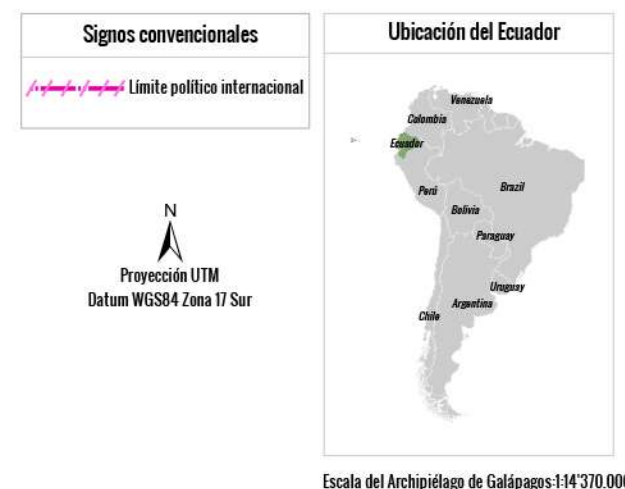 Signos convencionales
Límite político internacional
N
Proyección UTM
Datum WGS84 Zona 17 Sur
Ubicación del Ecuador
Venezuela
Colombia
Ecuador
Perú
Brazil
Bolivia
Paraguay
Uruguay
Argentina
Chile
Escala del Archipiélago de Galápagos:1:14'370.000